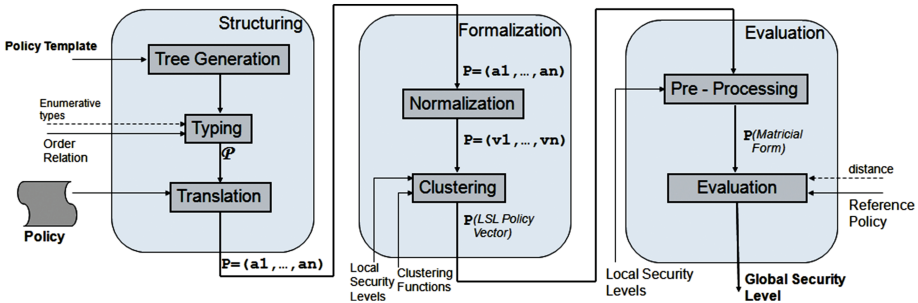 Structuring
Policy Template
Tree Generation
Enumerative
types
Typing
Order
Relation
𝒫
Translation
Policy
P=(a1,…,an)
Formalization
P=(a1,…,an)
Normalization
P=(v1,…,vn)
Clustering
P(LSL Policy
Vector)
Local Security
Levels
Clustering
Functions
Evaluation
Pre - Processing
P(Matricial
Form)
Evaluation
distance
Reference
Policy
Local Security
Levels
Global Security
Level